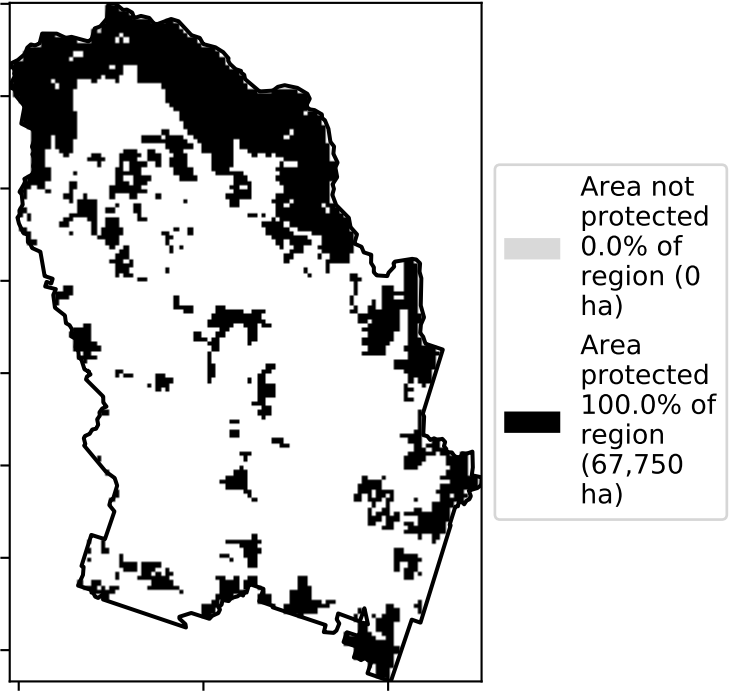 Area not
protected
0.0% of
region (0
ha)
Area
protected
100.0% of
region
(67,750
ha)